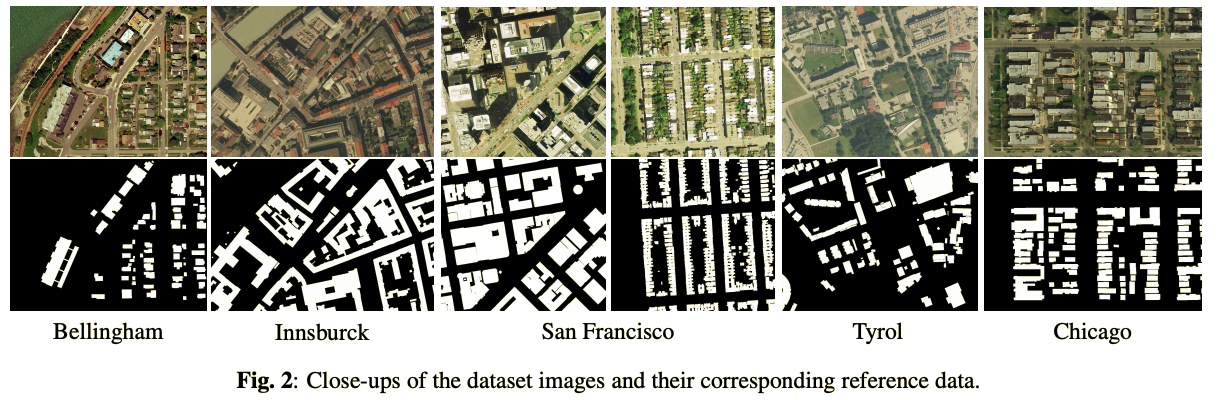 Bellingham
Innsburck
San Francisco
Tyrol
Chicago
Fig. 2: Close-ups of the dataset images and their corresponding reference data.